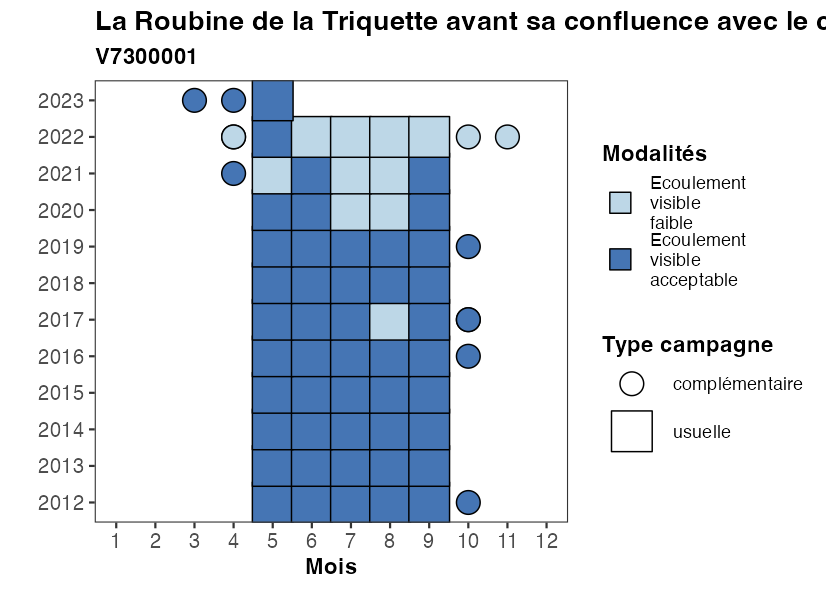 La Roubine de la Triquette avant sa confluence avec le c
V7300001
2023
2022
2021
2020
2019
2018
2017
2016
2015
2014
2013
2012
1 2 3 4 5 6 7 8 9 10 11 12
Mois
Modalités
Ecoulement
visible
faible
Ecoulement
visible
acceptable
Type campagne
complémentaire
usuelle